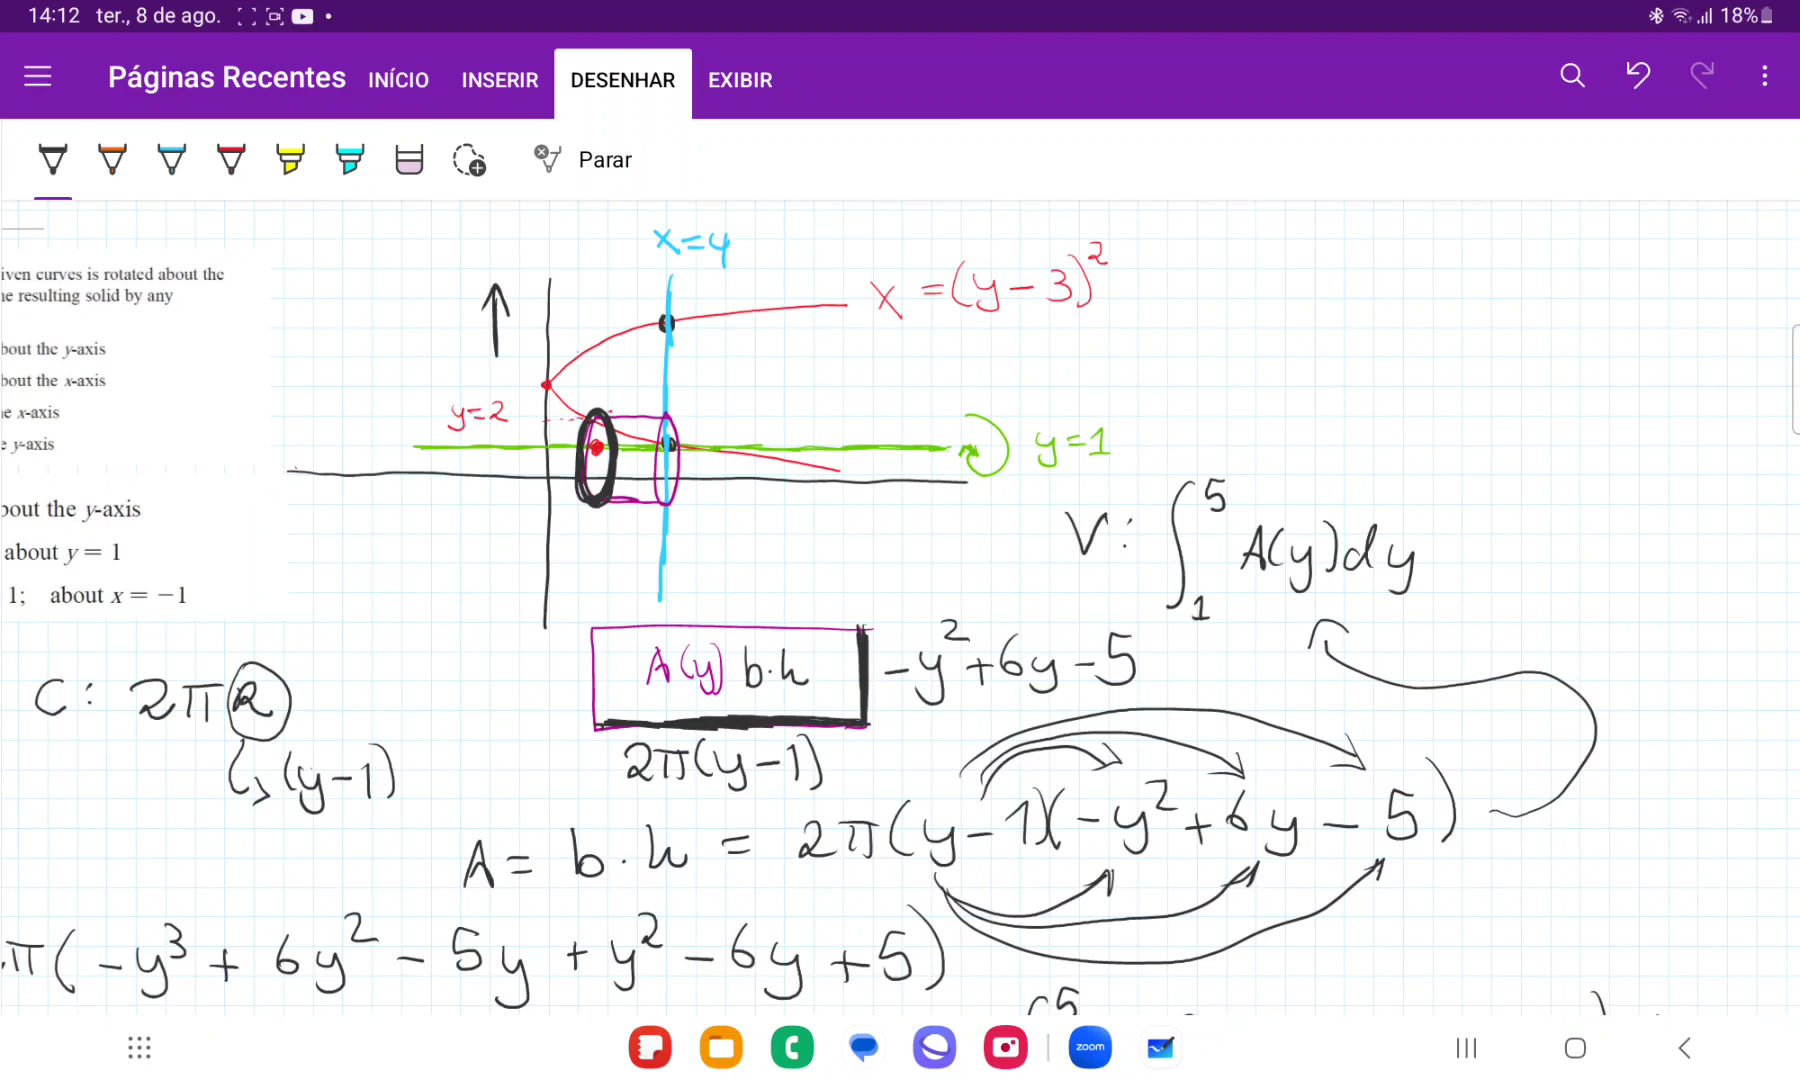 14:12 ter., 8 de ago. 18%
Páginas Recentes INÍCIO INSERIR DESENHAR EXIBIR
Parar
x=4
x = (y-3)²
iven curves is rotated about the
e resulting solid by any
bout the y-axis
bout the x-axis
e x-axis
y-axis
y=2
y=1
bout the y-axis
about y = 1
1; about x = −1
V: ∫₁⁵ A(y)dy
A(y) b.h -y²+6y-5
C: 2πR
2π(y-1)
↳(y-1)
A = b.h = 2π(y-1)(-y²+6y-5)
π(-y³+6y²-5y+y²-6y+5)
5
zoom